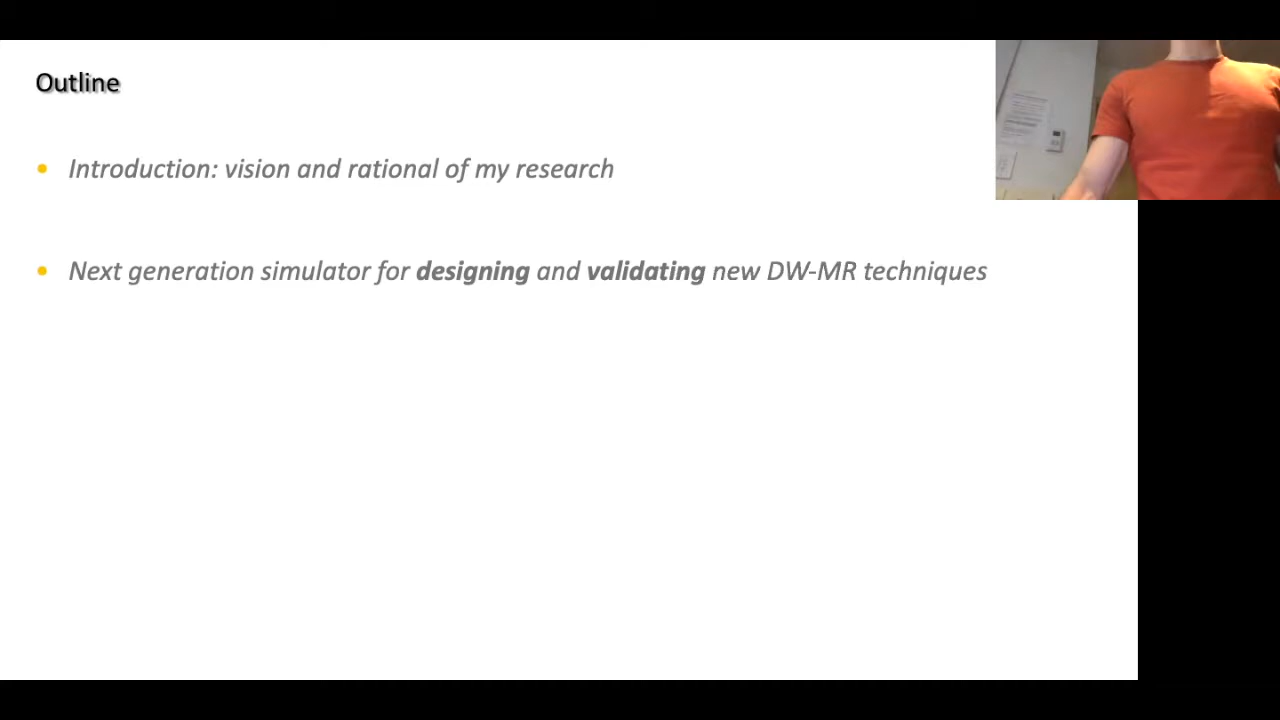 Outline
• Introduction: vision and rational of my research
• Next generation simulator for designing and validating new DW-MR techniques